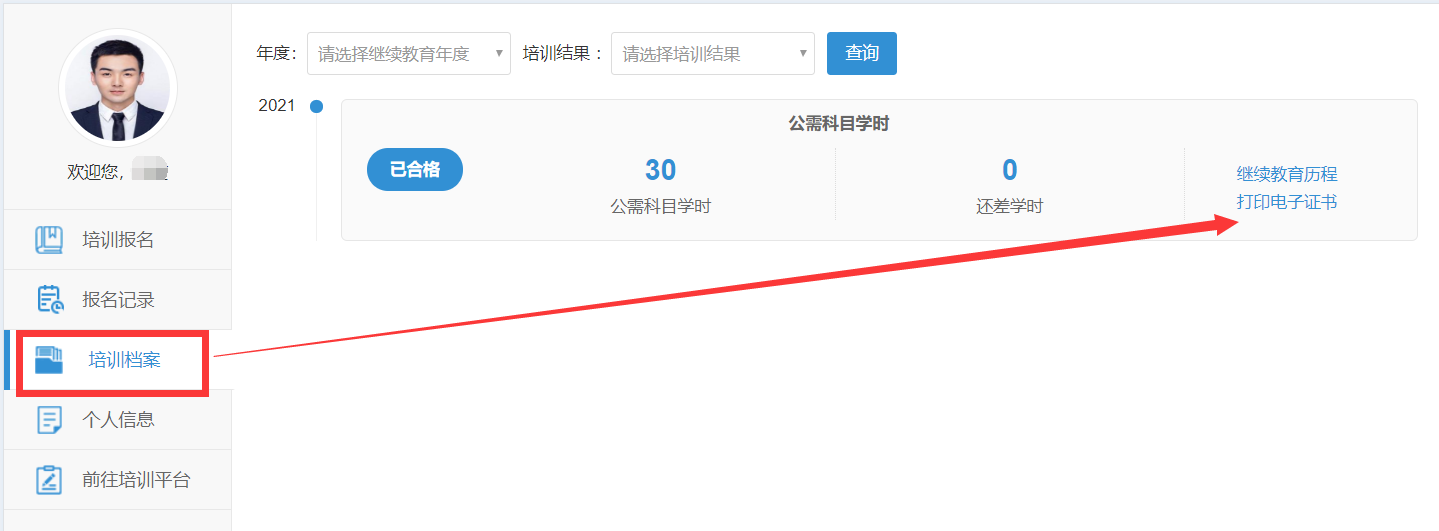 欢迎您，
培训报名
报名记录
培训档案
个人信息
前往培训平台
年度： 请选择继续教育年度 培训结果 ： 请选择培训结果 查询
2021
公需科目学时
已合格
30
公需科目学时
0
还差学时
继续教育历程
打印电子证书